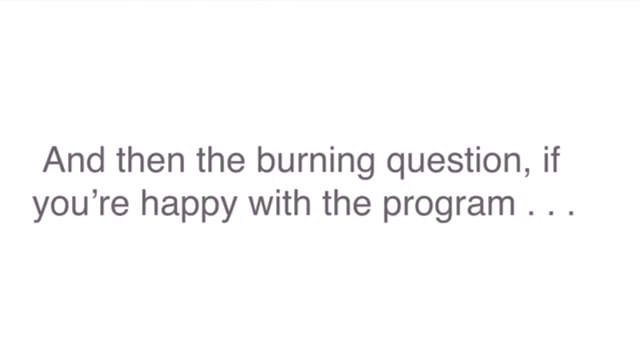 And then the burning question, if
you’re happy with the program . . .